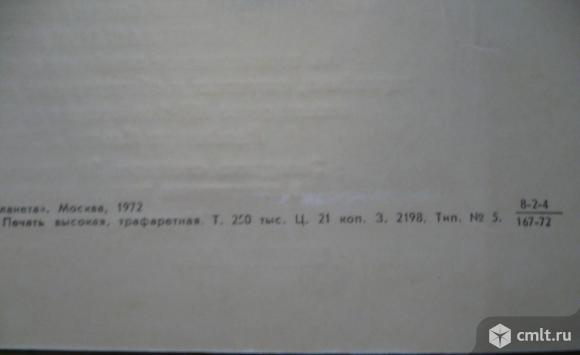 ланета», Москва, 1972
Печать высокая, трафаретная. Т. 250 тыс. Ц. 21 коп. З. 2198. Тип. № 5.
8-2-4
167-72
cmlt.ru